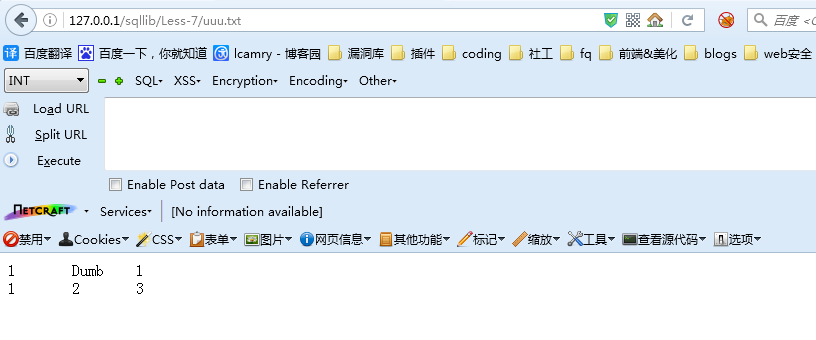 127.0.0.1/sqllib/Less-7/uuu.txt
百度 <C
百度翻译 百度一下，你就知道 lcamry - 博客园 漏洞库 插件 coding 社工 fq 前端&美化 blogs web安全
INT SQL XSS Encryption Encoding Other
Load URL
Split URL
Execute
Enable Post data Enable Referrer
NETCRAFT Services [No information available]
禁用 Cookies CSS 表单 图片 网页信息 其他功能 标记 缩放 工具 查看源代码 选项
1 Dumb 1
1 2 3